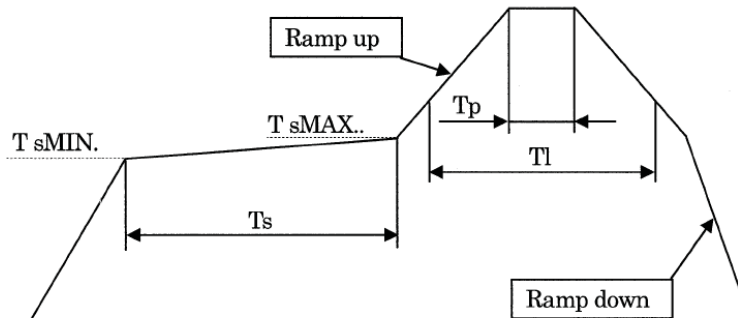 Ramp up
T sMAX..
T sMIN.
Tp
Tl
Ts
Ramp down